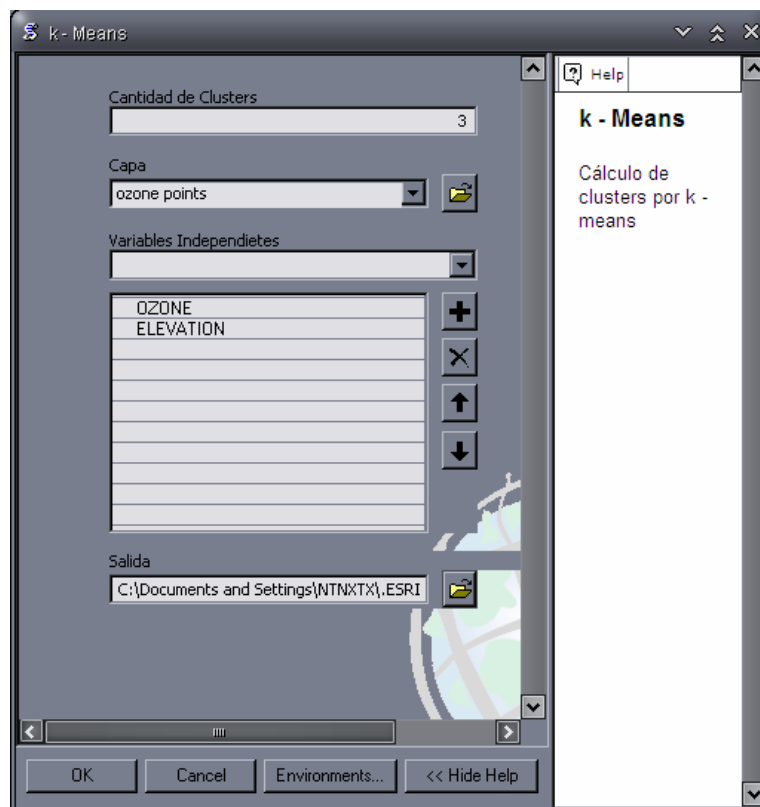 k - Means
Cantidad de Clusters
3
Capa
ozone points
Variables Independietes
OZONE
ELEVATION
Salida
C:\Documents and Settings\NTNXTX\.ESRI
OK
Cancel
Environments...
<< Hide Help
Help
k - Means
Cálculo de
clusters por k -
means